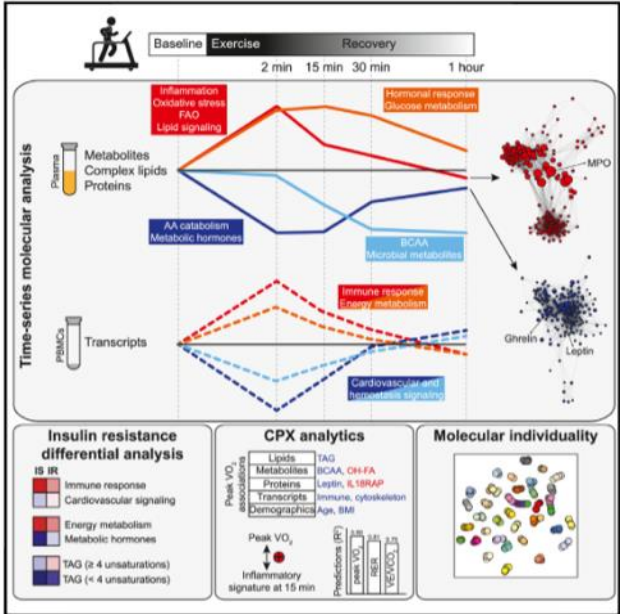 Baseline Exercise Recovery
2 min 15 min 30 min 1 hour
Time-series molecular analysis
Plasma
Metabolites
Complex lipids
Proteins
Inflammation
Oxidative stress
FAO
Lipid signaling
Hormonal response
Glucose metabolism
AA catabolism
Metabolic hormones
BCAA
Microbial metabolites
MPO
Ghrelin
Leptin
PBMCs
Transcripts
Immune response
Energy metabolism
Cardiovascular and
hemostasis signaling
Insulin resistance
differential analysis
IS IR
Immune response
Cardiovascular signaling
Energy metabolism
Metabolic hormones
TAG (≥ 4 unsaturations)
TAG (< 4 unsaturations)
CPX analytics
Peak VO2
associations
Lipids TAG
Metabolites BCAA, OH-FA
Proteins Leptin, IL18RAP
Transcripts Immune, cytoskeleton
Demographics Age, BMI
Peak VO2
Inflammatory
signature at 15 min
Predictions (R²)
peak VO2
RER
VE/VCO2
Molecular individuality